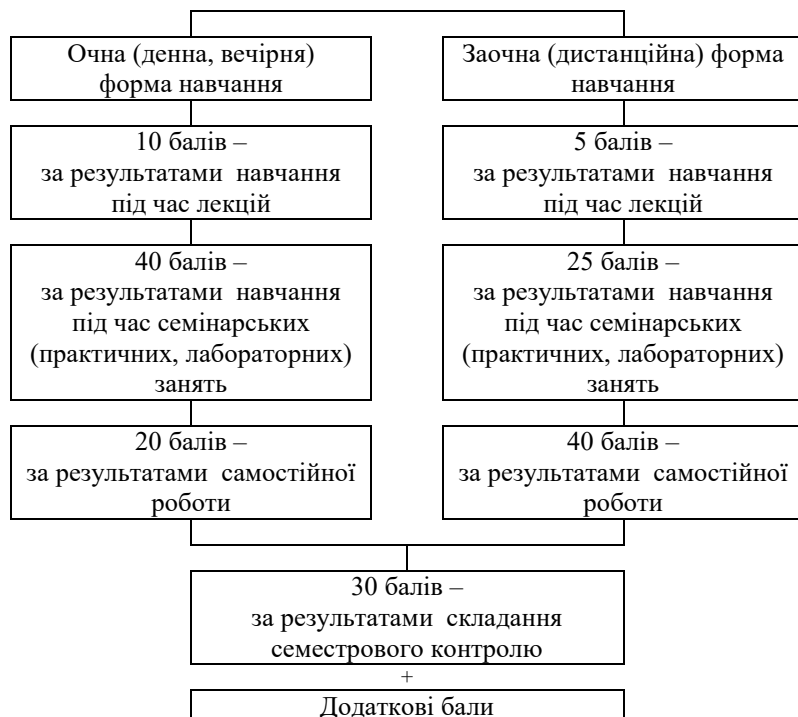 Очна (денна, вечірня)
форма навчання
10 балів –
за результатами навчання
під час лекцій
40 балів –
за результатами навчання
під час семінарських
(практичних, лабораторних)
занять
20 балів –
за результатами самостійної
роботи
Заочна (дистанційна) форма
навчання
5 балів –
за результатами навчання
під час лекцій
25 балів –
за результатами навчання
під час семінарських
(практичних, лабораторних)
занять
40 балів –
за результатами самостійної
роботи
30 балів –
за результатами складання
семестрового контролю
+
Додаткові бали